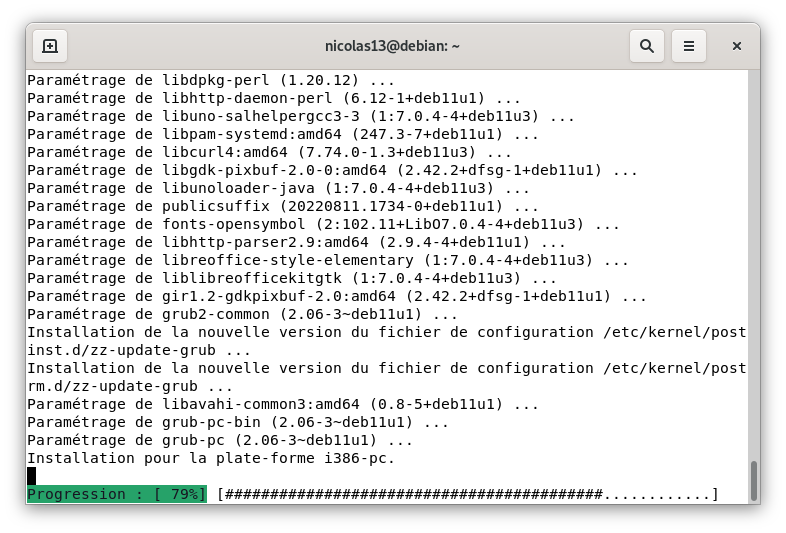 nicolas13@debian: ~
Paramétrage de libdpkg-perl (1.20.12) ...
Paramétrage de libhttp-daemon-perl (6.12-1+deb11u1) ...
Paramétrage de libuno-salhelpergcc3-3 (1:7.0.4-4+deb11u3) ...
Paramétrage de libpam-systemd:amd64 (247.3-7+deb11u1) ...
Paramétrage de libcurl4:amd64 (7.74.0-1.3+deb11u3) ...
Paramétrage de libgdk-pixbuf-2.0-0:amd64 (2.42.2+dfsg-1+deb11u1) ...
Paramétrage de libunoloader-java (1:7.0.4-4+deb11u3) ...
Paramétrage de publicsuffix (20220811.1734-0+deb11u1) ...
Paramétrage de fonts-opensymbol (2:102.11+LibO7.0.4-4+deb11u3) ...
Paramétrage de libhttp-parser2.9:amd64 (2.9.4-4+deb11u1) ...
Paramétrage de libreoffice-style-elementary (1:7.0.4-4+deb11u3) ...
Paramétrage de liblibreofficekitgtk (1:7.0.4-4+deb11u3) ...
Paramétrage de gir1.2-gdkpixbuf-2.0:amd64 (2.42.2+dfsg-1+deb11u1) ...
Paramétrage de grub2-common (2.06-3~deb11u1) ...
Installation de la nouvelle version du fichier de configuration /etc/kernel/post
inst.d/zz-update-grub ...
Installation de la nouvelle version du fichier de configuration /etc/kernel/post
rm.d/zz-update-grub ...
Paramétrage de libavahi-common3:amd64 (0.8-5+deb11u1) ...
Paramétrage de grub-pc-bin (2.06-3~deb11u1) ...
Paramétrage de grub-pc (2.06-3~deb11u1) ...
Installation pour la plate-forme i386-pc.
Progression : [ 79%] [##########################################............]